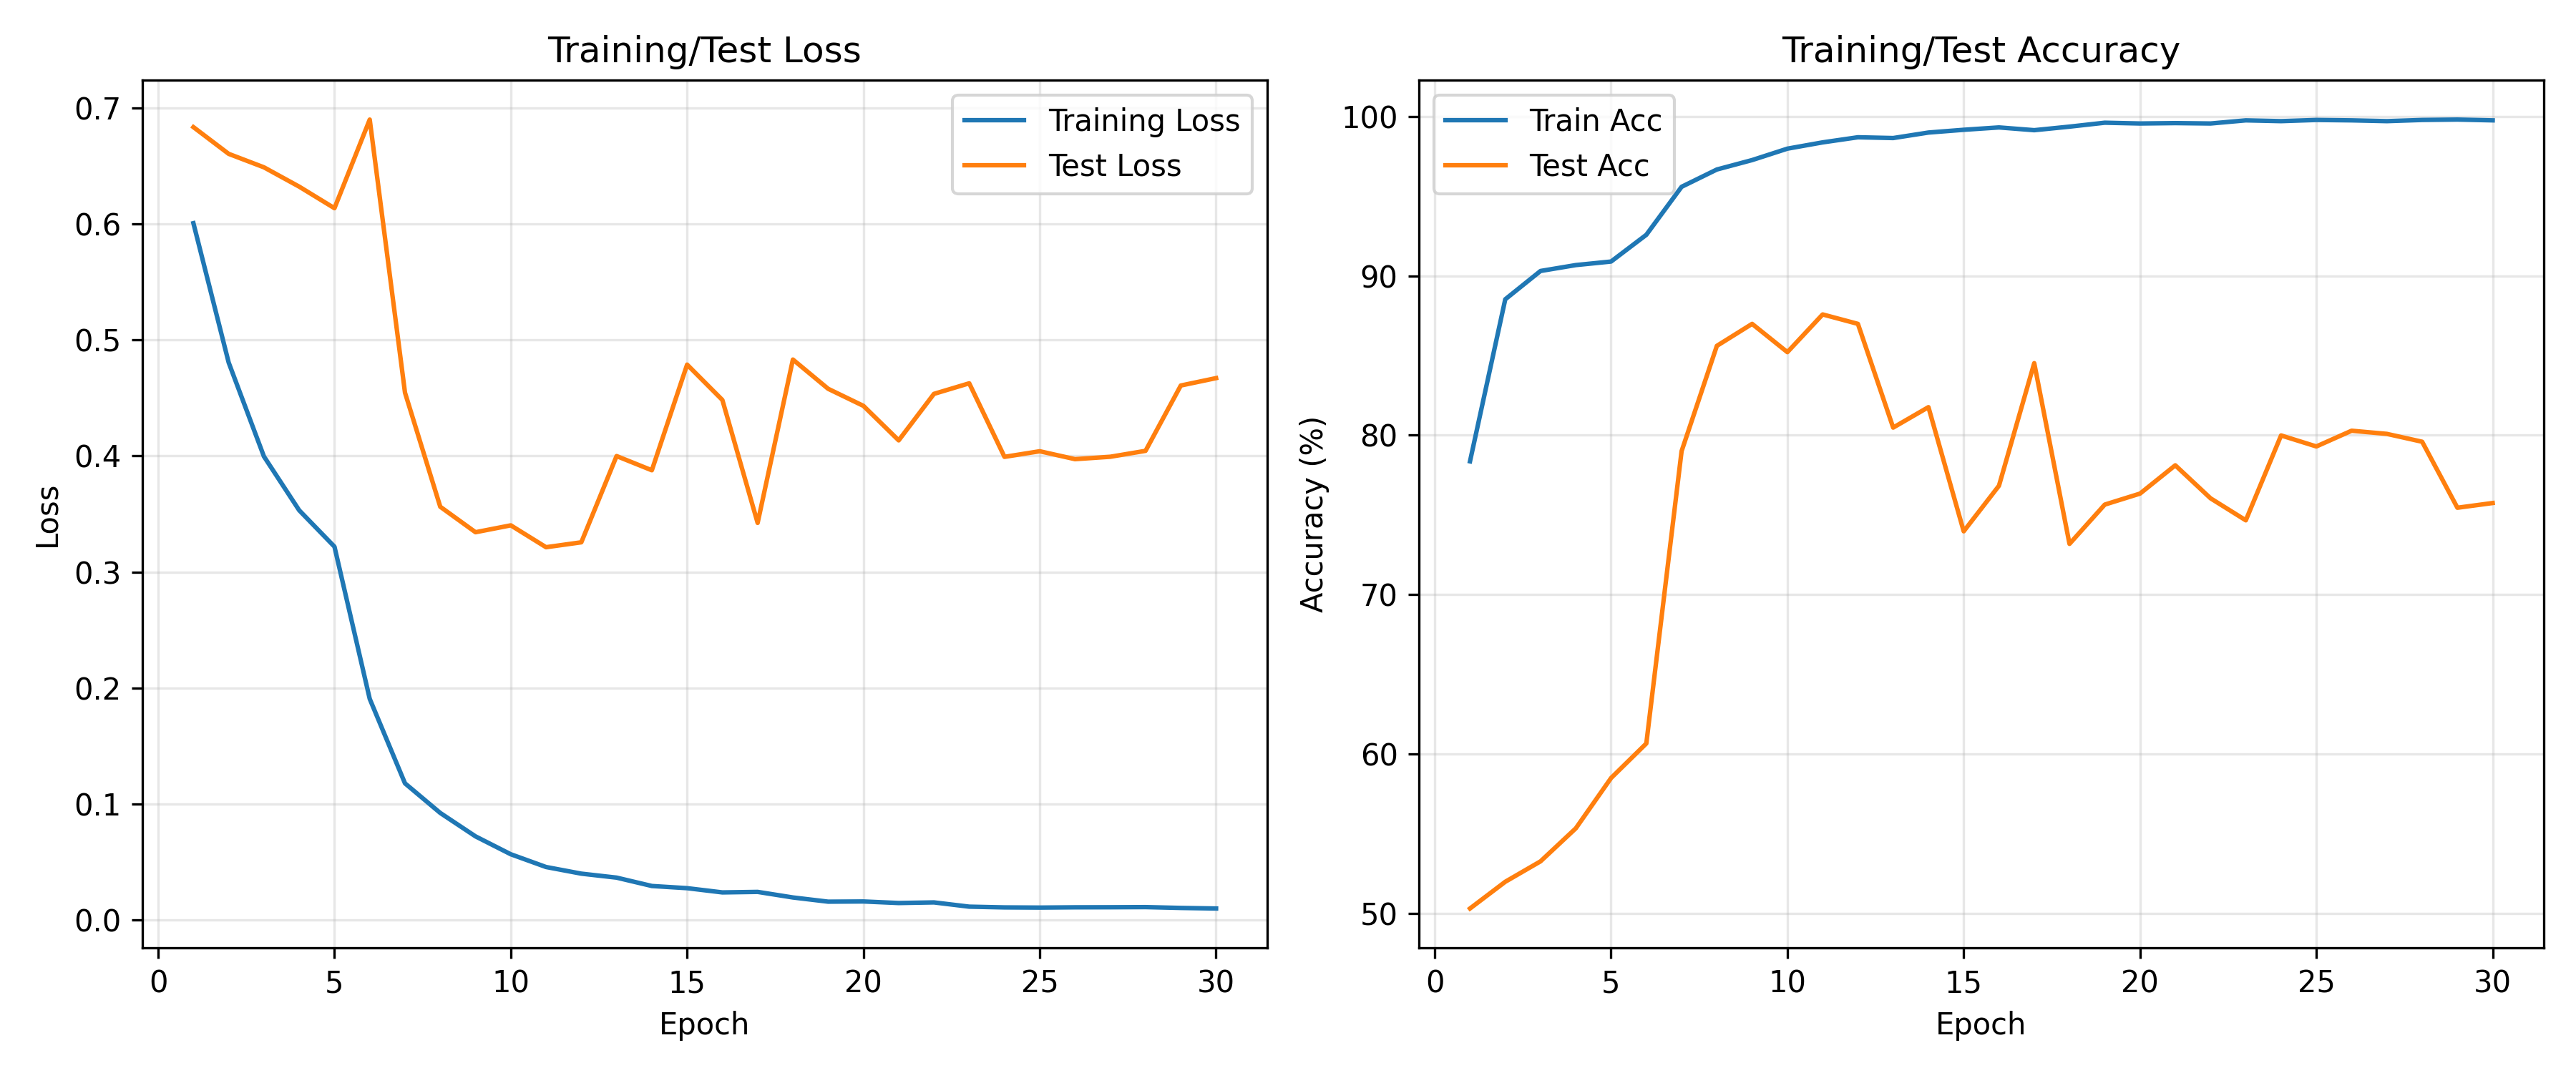 Training/Test Loss
0.7
0.6
0.5
0.4
0.3
0.2
0.1
0.0
Loss
0 5 10 15 20 25 30
Epoch
Training Loss
Test Loss
Training/Test Accuracy
100
90
80
70
60
50
Accuracy (%)
0 5 10 15 20 25 30
Epoch
Train Acc
Test Acc